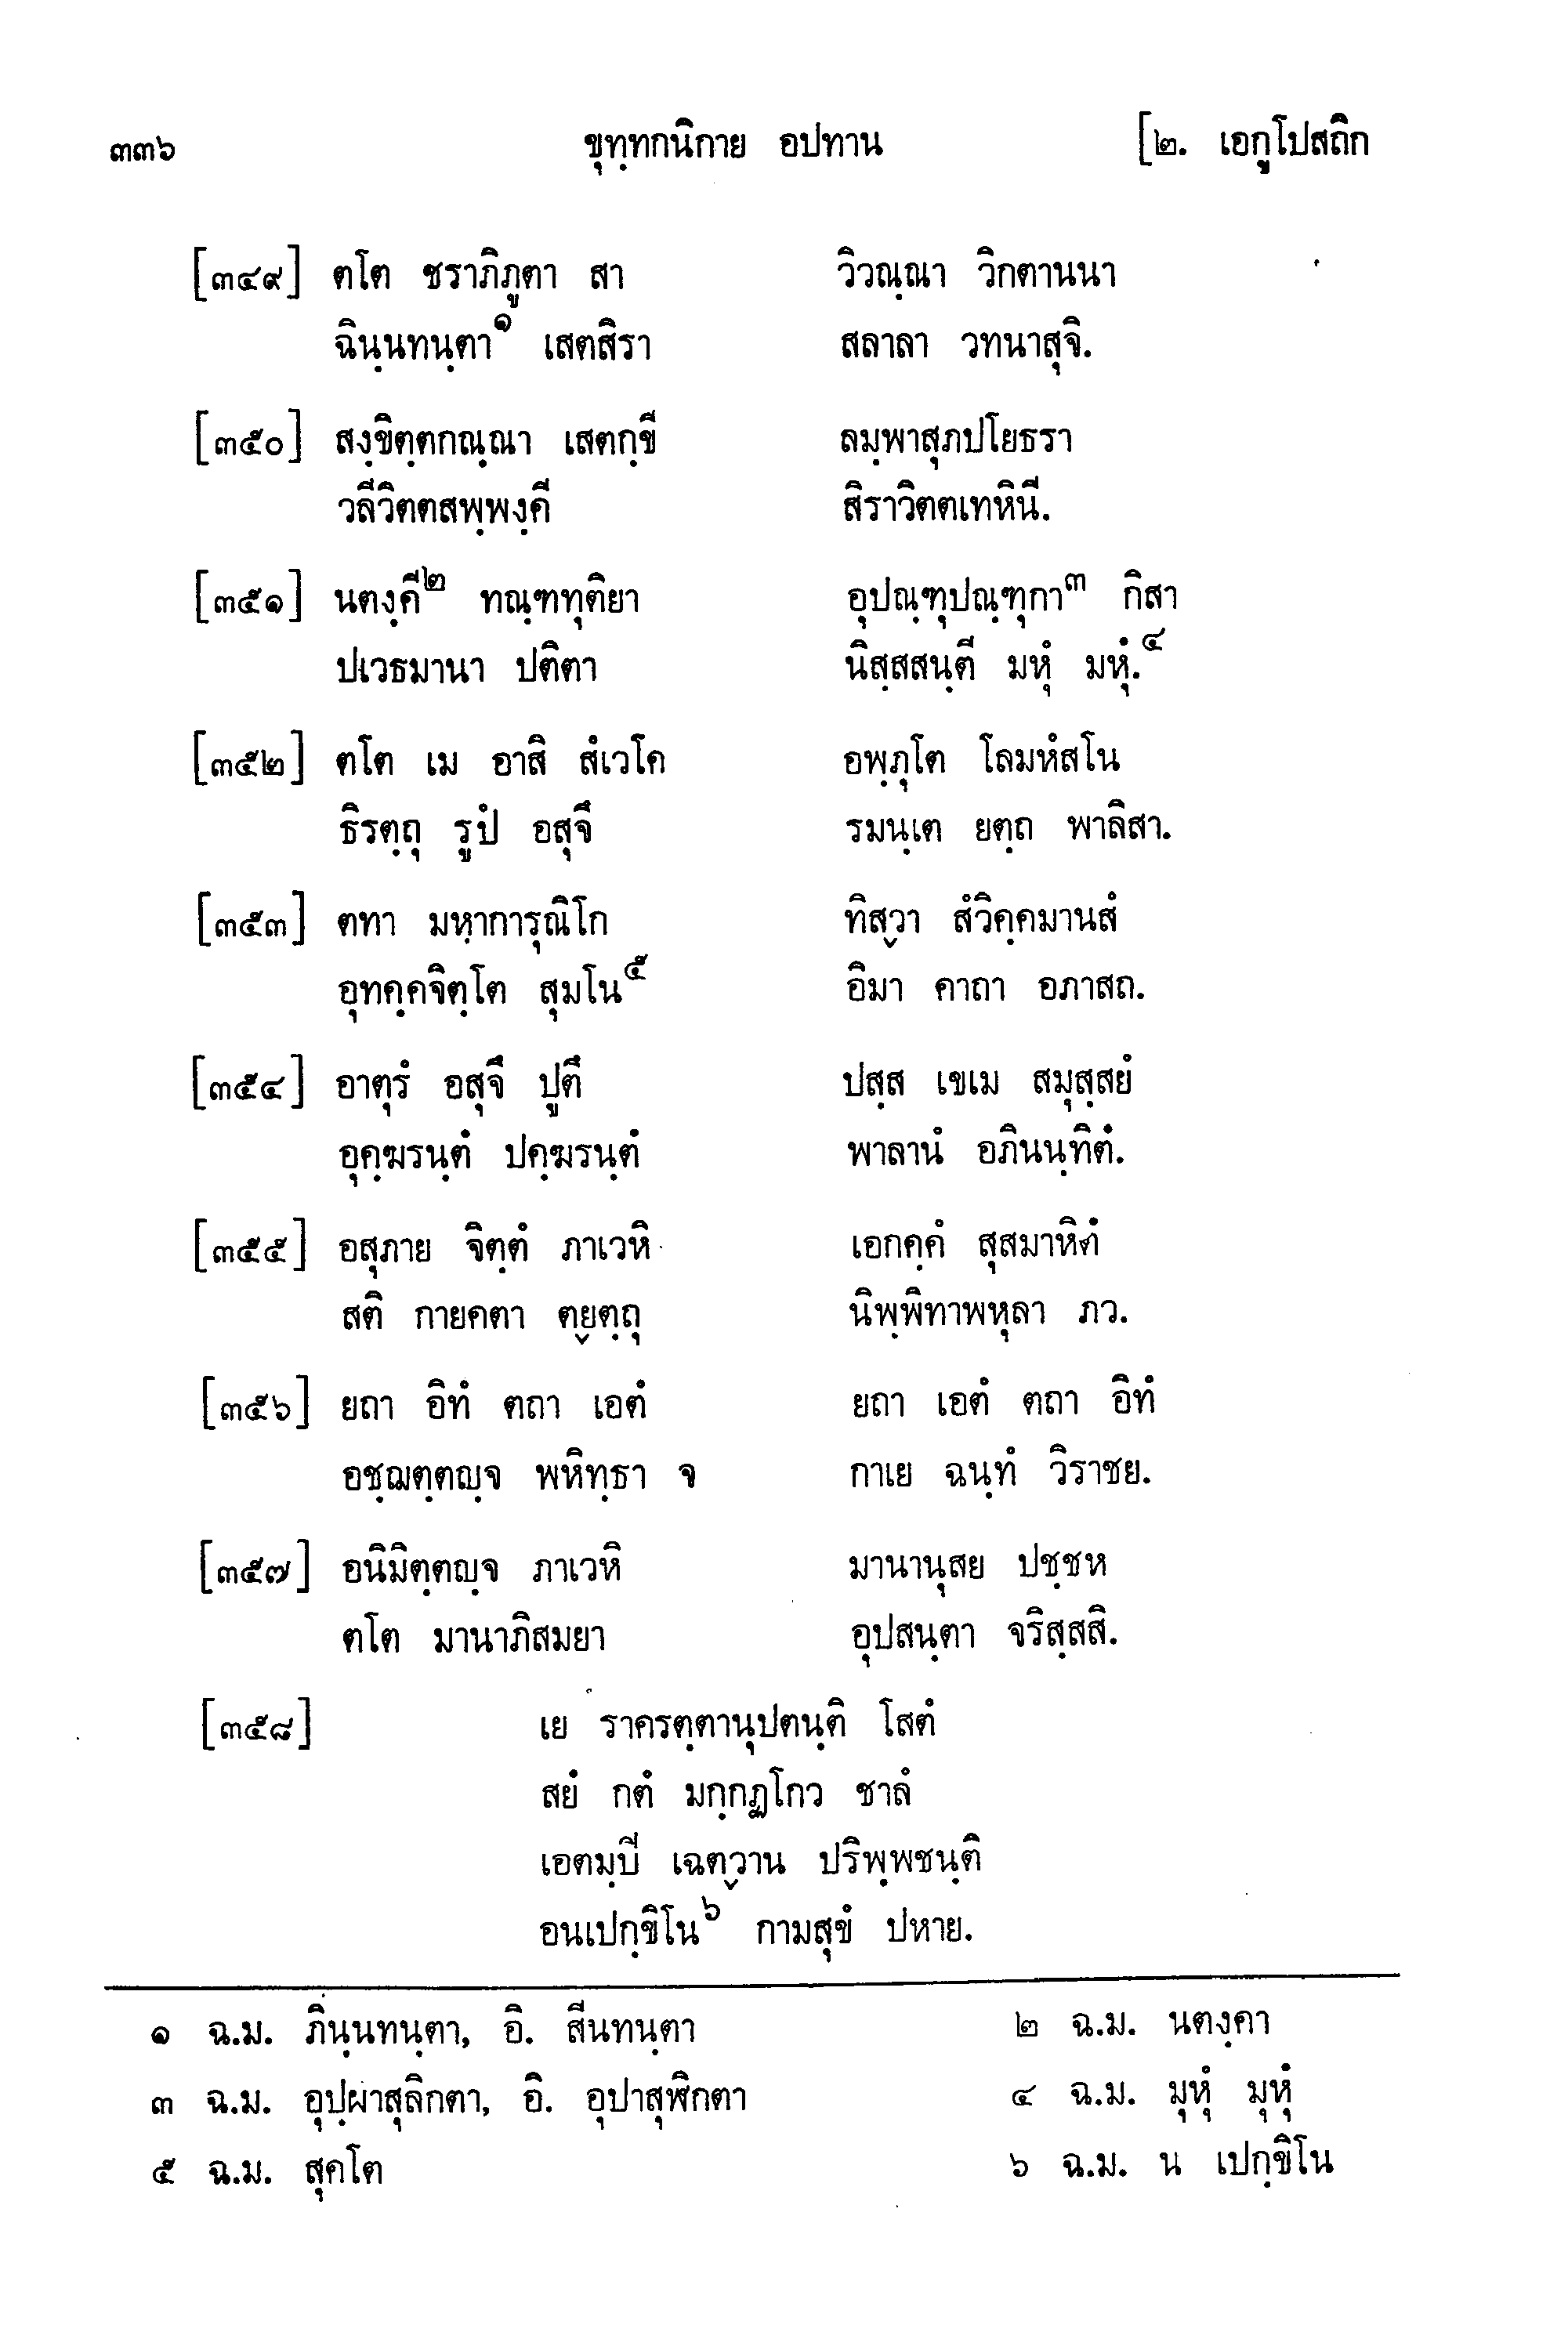 ๓๓๖ ขุทฺทกนิกาย อปทาน [๒. เอกูโปสถิก
[๓๔๙] ตโต ชราภิภูตา สา วิวณฺณา วิกตานนา
ฉินฺนทนฺตา๑ เสตสิรา สลาลา วทนาสุจิ.
[๓๕๐] สงฺขิตฺตกณฺณา เสตกฺขี ลมฺพาสุภปโยธรา
วลีวิตตสพฺพงฺคี สิราวิตตเทหินี.
[๓๕๑] นตงฺคี๒ ทณฺฑทุติยา อุปณฺฑุปณฺฑุกา๓ กิสา
ปเวธมานา ปติตา นิสฺสสนฺตี มหุํ มหุํ.๔
[๓๕๒] ตโต เม อาสิ สํเวโค อพฺภุโต โลมหํสโน
ธิรตฺถุ รูปํ อสุจึ รมนฺเต ยตฺถ พาลิสา.
[๓๕๓] ตทา มหาการุณิโก ทิสฺวา สํวิคฺคมานสํ
อุทคฺคจิตฺโต สุมโน๕ อิมา คาถา อภาสถ.
[๓๕๔] อาตุรํ อสุจึ ปูตึ ปสฺส เขเม สมุสฺสยํ
อุคฺฆรนฺตํ ปคฺฆรนฺตํ พาลานํ อภินนฺทิตํ.
[๓๕๕] อสุภาย จิตฺตํ ภาเวหิ เอกคฺคํ สุสมาหิตํ
สติ กายคตา ตฺยตฺถุ นิพฺพิทาพหุลา ภว.
[๓๕๖] ยถา อิทํ ตถา เอตํ ยถา เอตํ ตถา อิทํ
อชฺฌตฺตญฺจ พหิทฺธา จ กาเย ฉนฺทํ วิราชย.
[๓๕๗] อนิมิตฺตญฺจ ภาเวหิ มานานุสย ปชฺชห
ตโต มานาภิสมยา อุปสนฺตา จริสฺสสิ.
[๓๕๘] เย ราครตฺตานุปตนฺติ โสตํ
สยํ กตํ มกฺกฏโกว ชาลํ
เอตมฺปี เฉตฺวาน ปริพฺพชนฺติ
อนเปกฺขิโน๖ กามสุขํ ปหาย.
๑ ฉ.ม. ภินฺนทนฺตา, อิ. สีนทนฺตา ๒ ฉ.ม. นตงฺคา
๓ ฉ.ม. อุปฺผาสุลิกตา, อิ. อุปาสุฬิกตา ๔ ฉ.ม. มุหุํ มุหุํ
๕ ฉ.ม. สุคโต ๖ ฉ.ม. น เปกฺขิโน